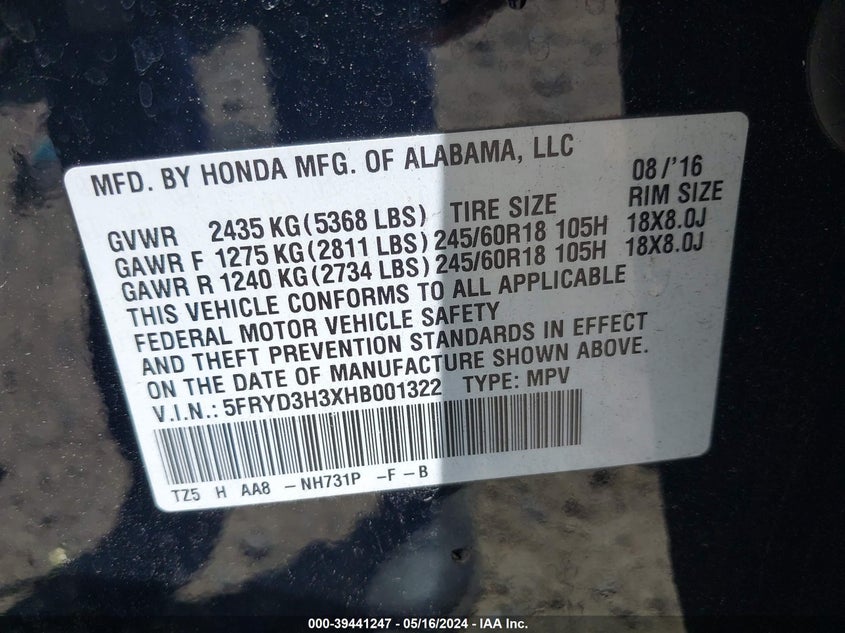 MFD. BY HONDA MFG. OF ALABAMA, LLC 08/'16
GVWR 2435 KG(5368 LBS) TIRE SIZE RIM SIZE
GAWR F 1275 KG(2811 LBS) 245/60R18 105H 18X8.0J
GAWR R 1240 KG(2734 LBS) 245/60R18 105H 18X8.0J
THIS VEHICLE CONFORMS TO ALL APPLICABLE
FEDERAL MOTOR VEHICLE SAFETY
AND THEFT PREVENTION STANDARDS IN EFFECT
ON THE DATE OF MANUFACTURE SHOWN ABOVE.
V.I.N.: 5FRYD3H3XHB001322 TYPE: MPV
TZ5 H AA8 -NH731P -F-B
000-39441247 - 05/16/2024 - IAA Inc.